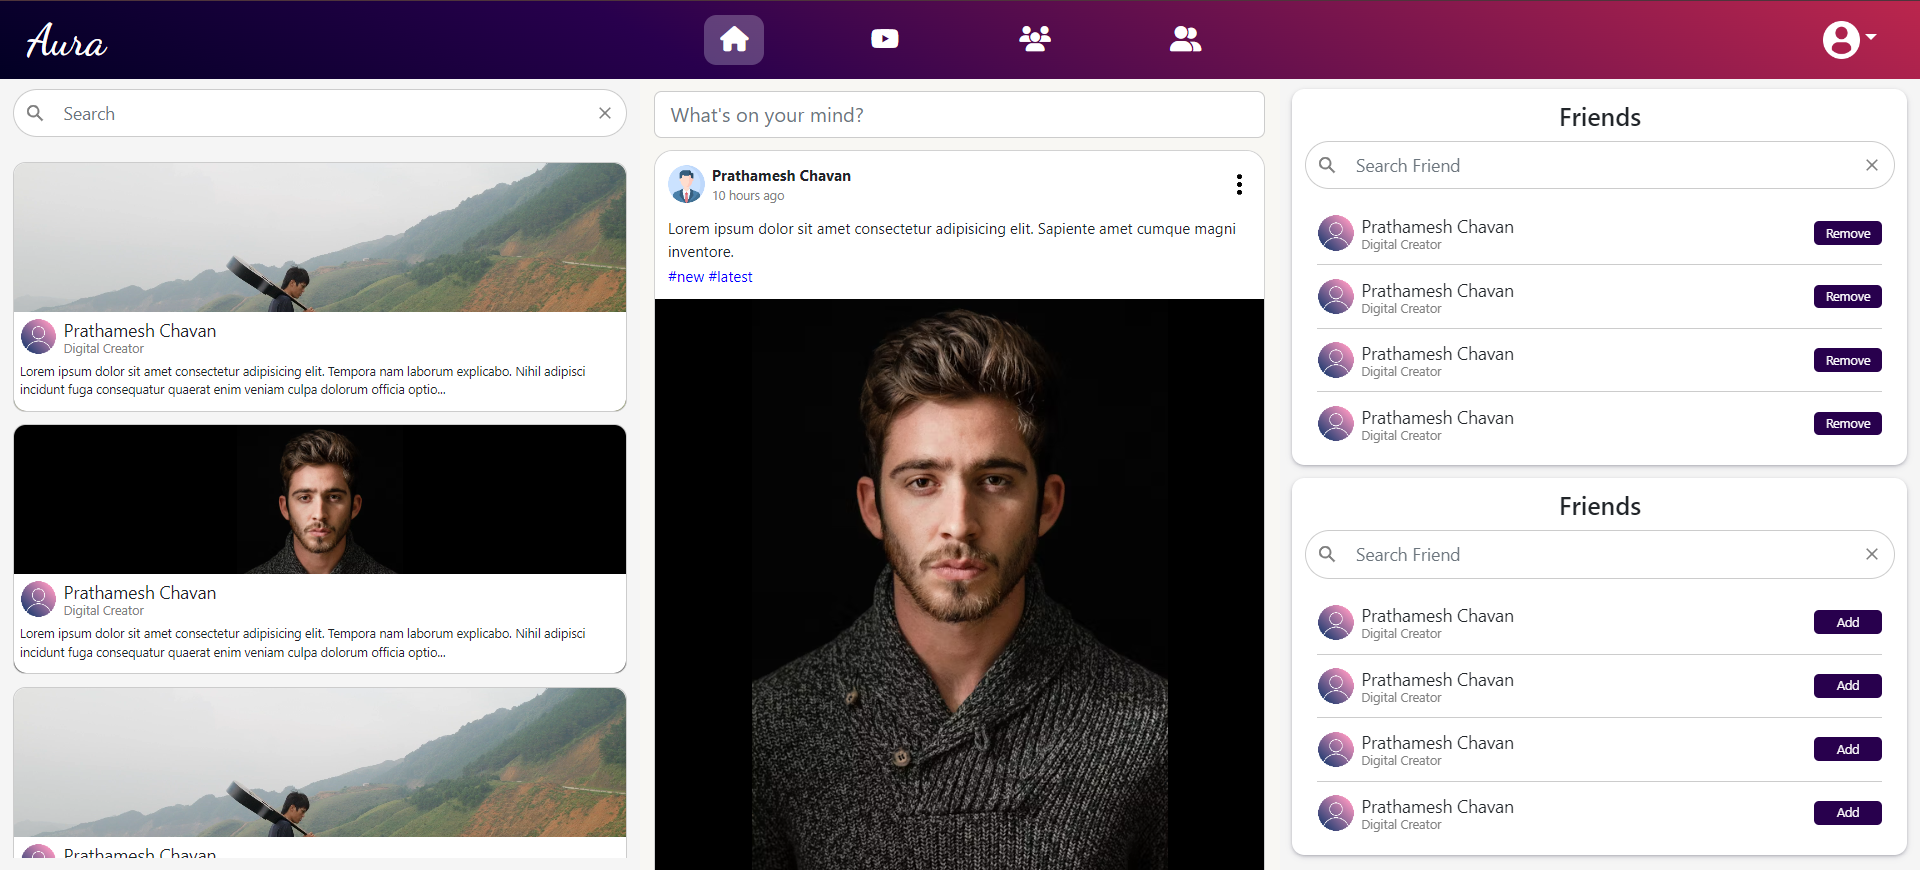 Aura
Search
Prathamesh Chavan
Digital Creator
Lorem ipsum dolor sit amet consectetur adipisicing elit. Tempora nam laborum explicabo. Nihil adipisci
incidunt fuga consequatur quaerat enim veniam culpa dolorum officia optio...
Prathamesh Chavan
Digital Creator
Lorem ipsum dolor sit amet consectetur adipisicing elit. Tempora nam laborum explicabo. Nihil adipisci
incidunt fuga consequatur quaerat enim veniam culpa dolorum officia optio...
Prathamesh Chavan
What's on your mind?
Prathamesh Chavan
10 hours ago
Lorem ipsum dolor sit amet consectetur adipisicing elit. Sapiente amet cumque magni
inventore.
#new #latest
Friends
Search Friend
Prathamesh Chavan
Digital Creator
Remove
Prathamesh Chavan
Digital Creator
Remove
Prathamesh Chavan
Digital Creator
Remove
Prathamesh Chavan
Digital Creator
Remove
Friends
Search Friend
Prathamesh Chavan
Digital Creator
Add
Prathamesh Chavan
Digital Creator
Add
Prathamesh Chavan
Digital Creator
Add
Prathamesh Chavan
Digital Creator
Add